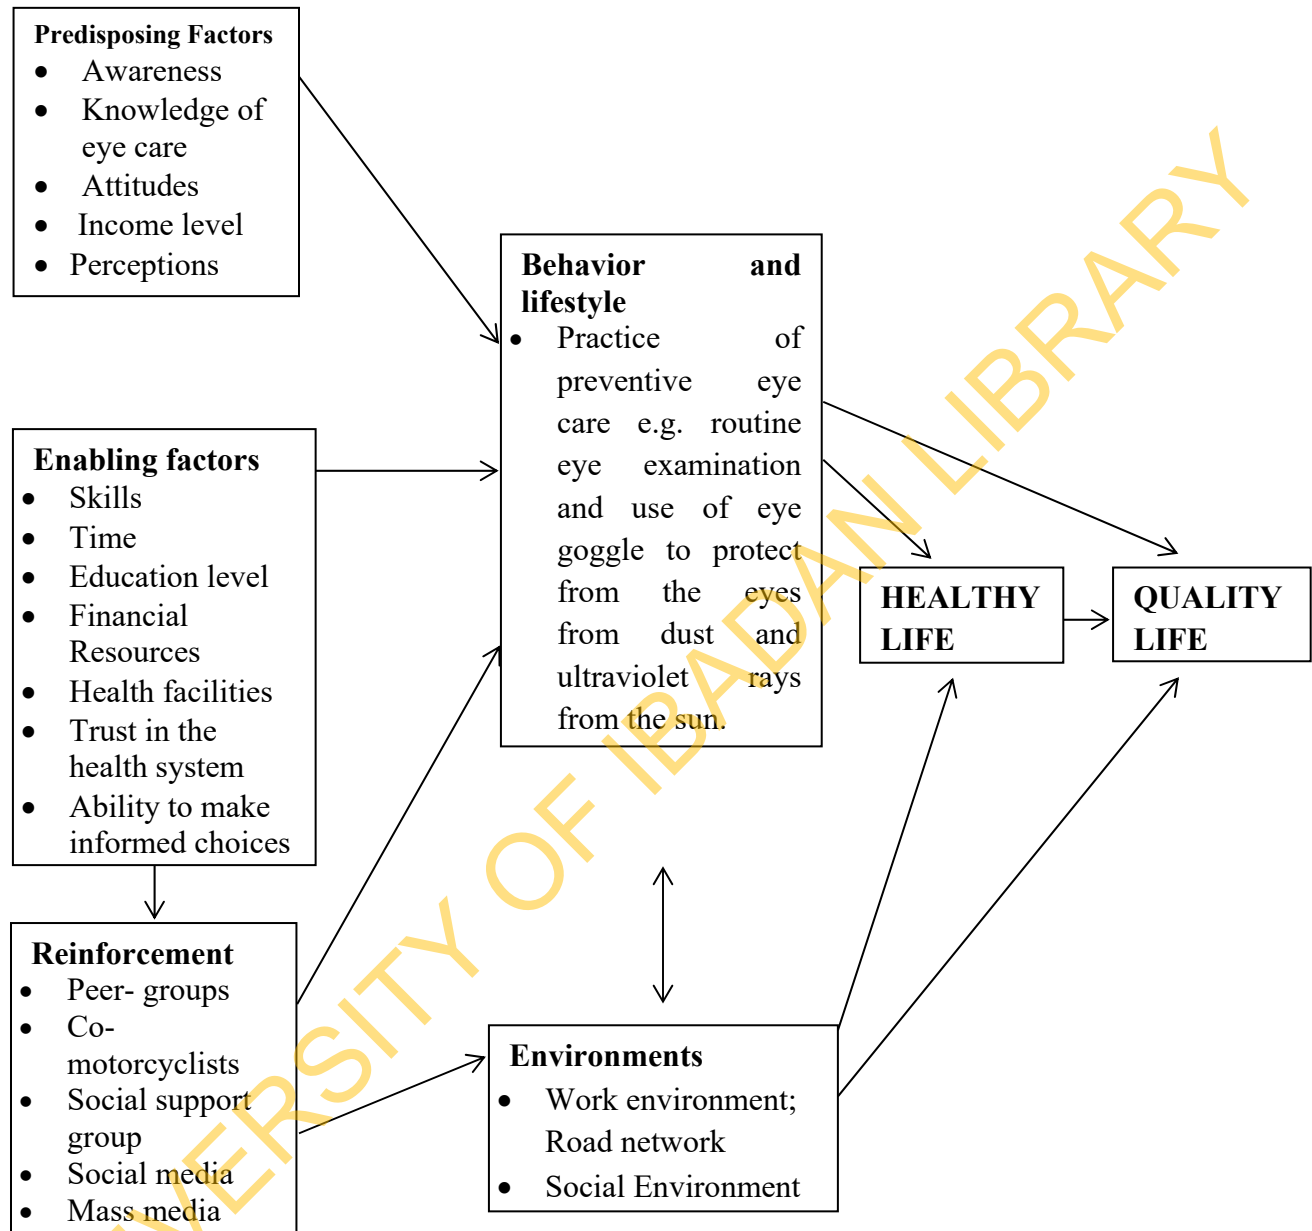 Predisposing Factors
• Awareness
• Knowledge of
eye care
• Attitudes
• Income level
• Perceptions
Enabling factors
• Skills
• Time
• Education level
• Financial
Resources
• Health facilities
• Trust in the
health system
• Ability to make
informed choices
Reinforcement
• Peer- groups
• Co-
motorcyclists
• Social support
group
• Social media
• Mass media
Behavior and
lifestyle
• Practice of
preventive eye
care e.g. routine
eye examination
and use of eye
goggle to protect
from the eyes
from dust and
ultraviolet rays
from the sun.
Environments
• Work environment;
Road network
• Social Environment
HEALTHY
LIFE
QUALITY
LIFE
VERSITY OF IBADAN LIBRARY